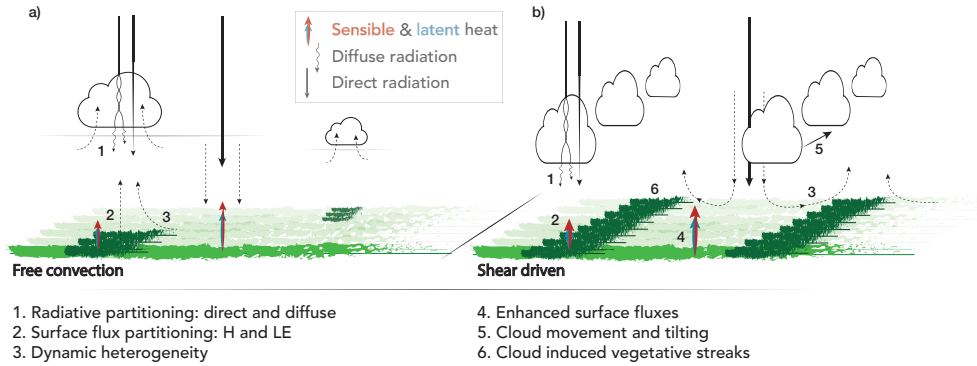 a)
b)
Sensible & latent heat
Diffuse radiation
Direct radiation
1
2
3
1
2
3
4
5
6
Free convection
Shear driven
1. Radiative partitioning: direct and diffuse
2. Surface flux partitioning: H and LE
3. Dynamic heterogeneity
4. Enhanced surface fluxes
5. Cloud movement and tilting
6. Cloud induced vegetative streaks